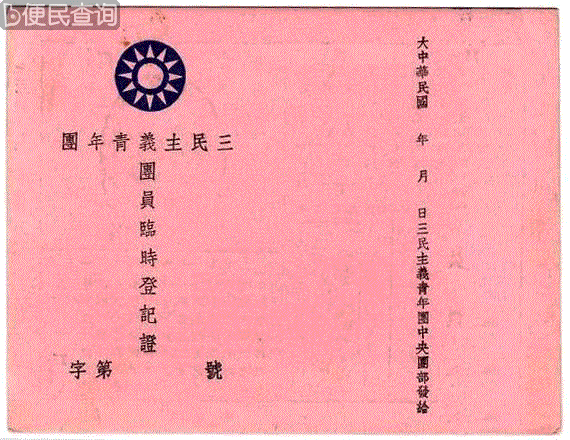 便民查询
大中華民國　年　月　日三民主義青年團中央團部發給
三民主義青年團
團員臨時登記證
字第　　　號